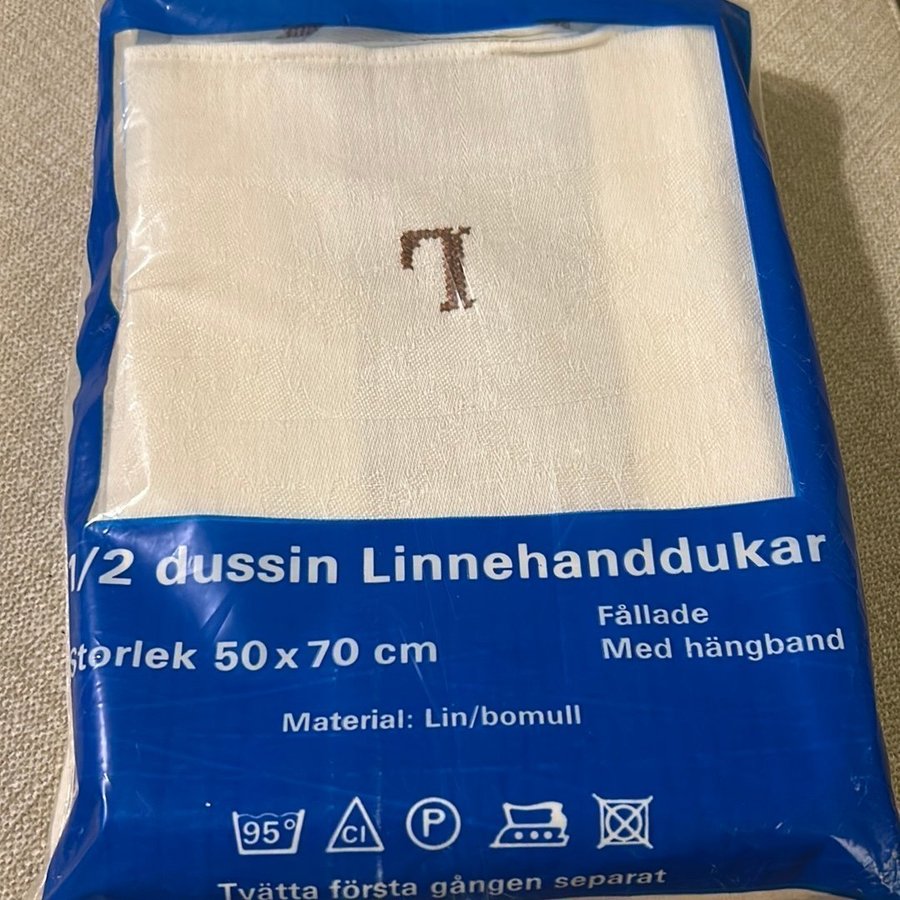 L
1/2 dussin Linnehanddukar
storlek 50 x 70 cm
Fållade
Med hängband
Material: Lin/bomull
95° Cl P
Tvätta första gången separat